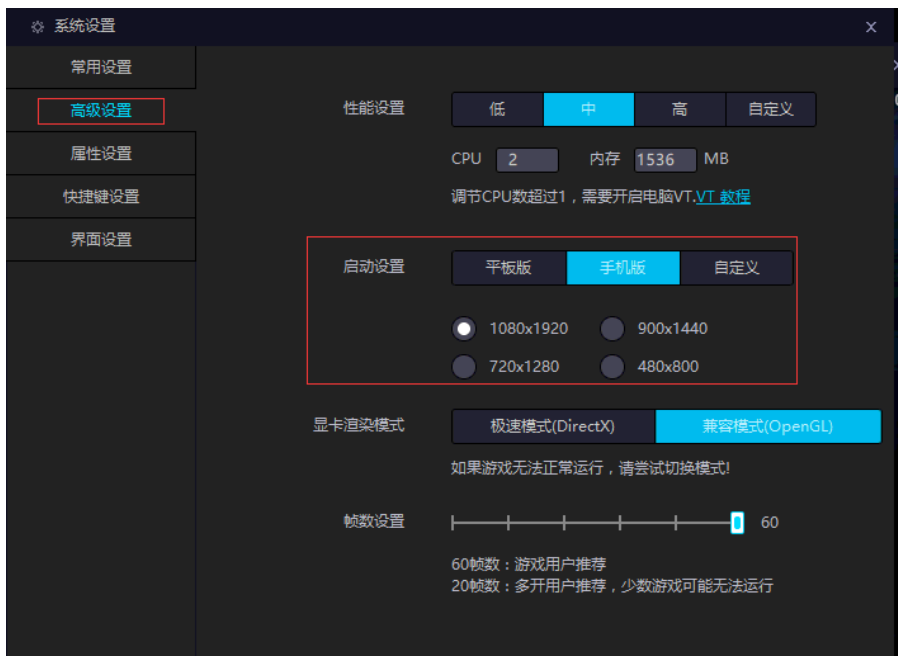 系统设置 X
常用设置
高级设置
属性设置
快捷键设置
界面设置
性能设置 低 中 高 自定义
CPU 2 内存 1536 MB
调节CPU数超过1，需要开启电脑VT.VT 教程
启动设置 平板版 手机版 自定义
1080x1920 900x1440
720x1280 480x800
显卡渲染模式 极速模式(DirectX) 兼容模式(OpenGL)
如果游戏无法正常运行，请尝试切换模式!
帧数设置 60
60帧数：游戏用户推荐
20帧数：多开用户推荐，少数游戏可能无法运行